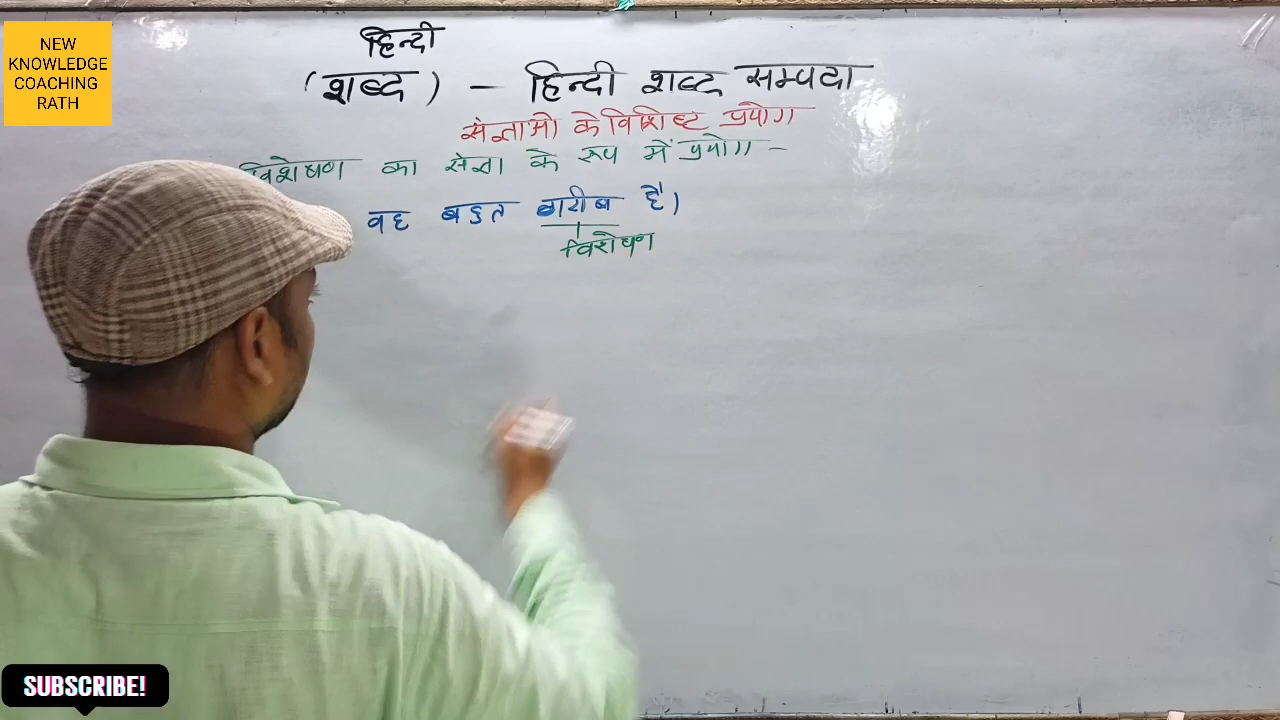 NEW
KNOWLEDGE
COACHING
RATH
हिन्दी
(शब्द) - हिन्दी शब्द सम्पदा
संज्ञाओ के विशिष्ट प्रयोग
विशेषण का संज्ञा के रूप में प्रयोग -
वह बहुत गरीब है।
विशेषण
SUBSCRIBE!